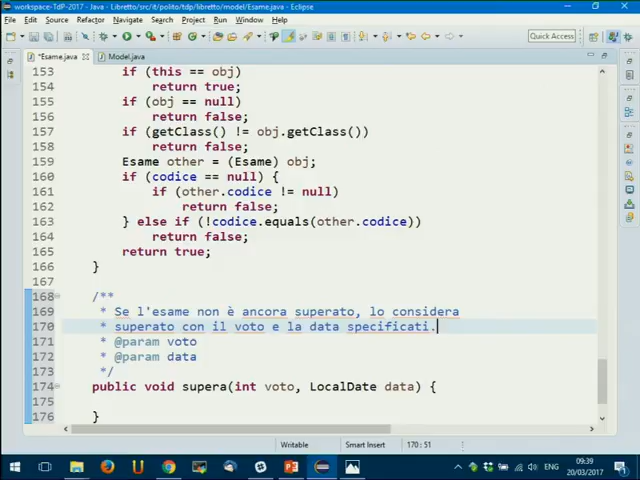 workspace-TdP-2017 - Java - Libretto/src/it/polito/tdp/libretto/model/Esame.java - Eclipse
File Edit Source Refactor Navigate Search Project Run Window Help
Quick Access
*Esame.java Model.java
153 if (this == obj)
154 return true;
155 if (obj == null)
156 return false;
157 if (getClass() != obj.getClass())
158 return false;
159 Esame other = (Esame) obj;
160 if (codice == null) {
161 if (other.codice != null)
162 return false;
163 } else if (!codice.equals(other.codice))
164 return false;
165 return true;
166 }
167
168 /**
169 * Se l'esame non è ancora superato, lo considera
170 * superato con il voto e la data specificati.
171 * @param voto
172 * @param data
173 */
174 public void supera(int voto, LocalDate data) {
175
176 }
Writable Smart Insert 170 : 51
ENG 09:39
20/03/2017